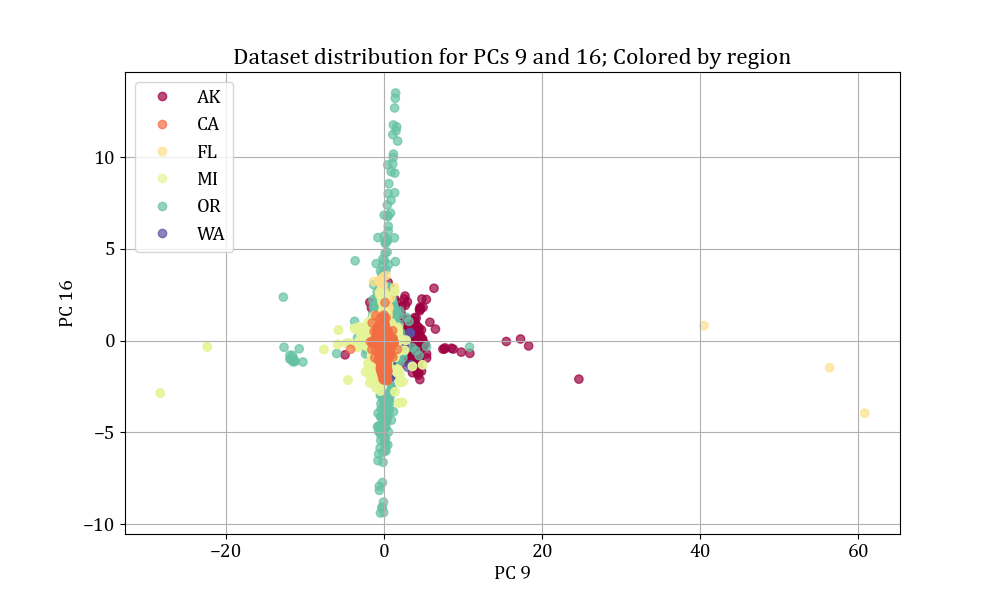 Dataset distribution for PCs 9 and 16; Colored by region
AK
CA
FL
MI
OR
WA
10
5
0
−5
−10
PC 16
−20
0
20
40
60
PC 9